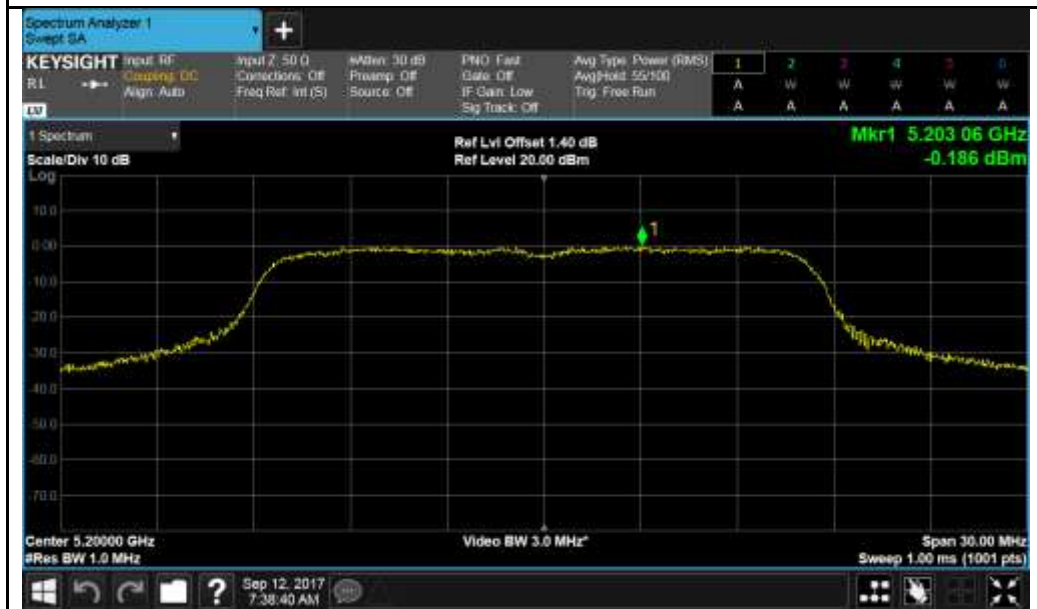 Spectrum Analyzer 1
Swept SA
+
KEYSIGHT
Input: RF
Coupling: DC
Align: Auto
Input Z: 50 Ω
Corrections: Off
Freq Ref: Int (S)
#Atten: 30 dB
Preamp: Off
Source: Off
PNO: Fast
Gate: Off
IF Gain: Low
Sig Track: Off
Avg Type: Power (RMS)
Avg|Hold: 55/100
Trig: Free Run
1 2 3 4 5 6
A W W W W W
A A A A A A
1 Spectrum
Scale/Div 10 dB
Ref Lvl Offset 1.40 dB
Ref Level 20.00 dBm
Mkr1 5.203 06 GHz
-0.186 dBm
Log
10.0
0.00
-10.0
-20.0
-30.0
-40.0
-50.0
-60.0
-70.0
1
Center 5.20000 GHz
#Res BW 1.0 MHz
Video BW 3.0 MHz*
Span 30.00 MHz
Sweep 1.00 ms (1001 pts)
?
Sep 12, 2017
7:38:40 AM